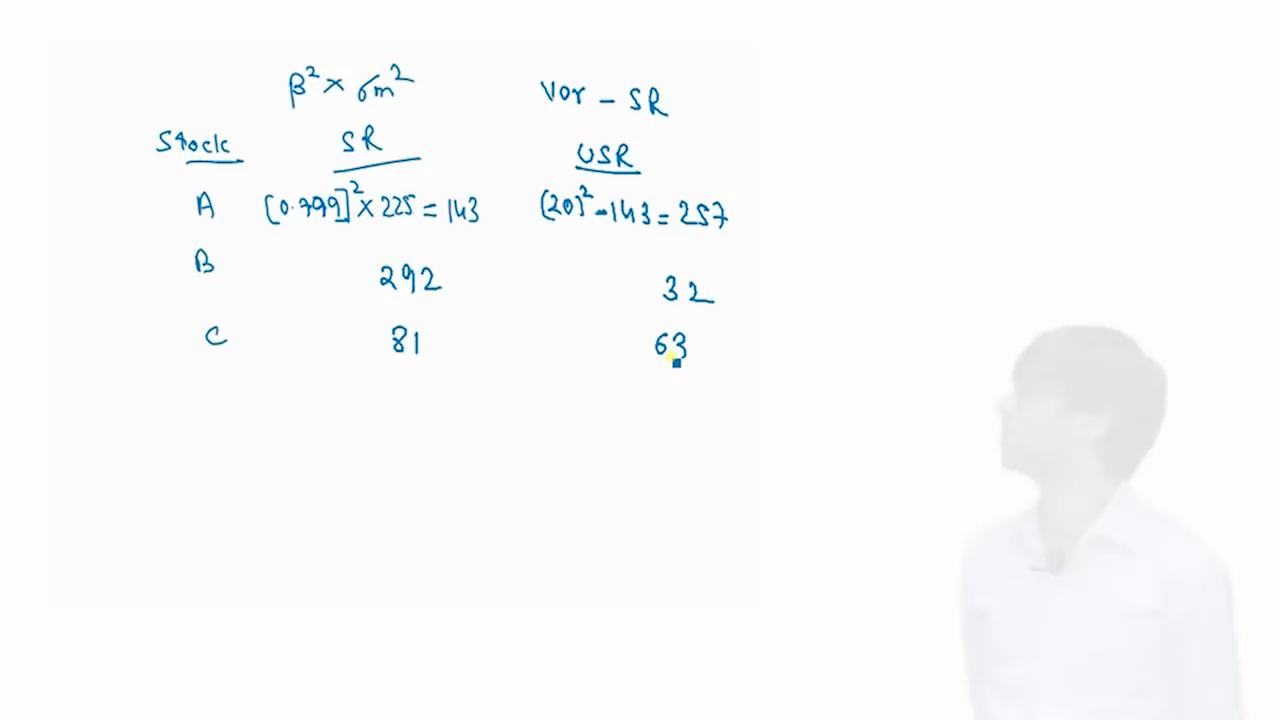 β² × σm² Var - SR
Stock SR USR
A [0.799]² × 225 = 143 (20)² - 143 = 257
B 292 32
C 81 63